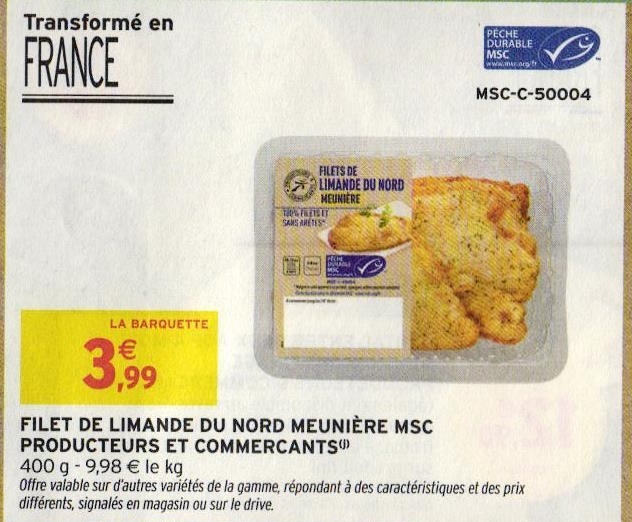 Transformé en
FRANCE
PÊCHE
DURABLE
MSC
www.msc.org/fr
MSC-C-50004
FILETS DE
LIMANDE DU NORD
MEUNIÈRE
100% FILETS ET
SANS ARÊTES*
PÊCHE
DURABLE
MSC
LA BARQUETTE
3,99 €
FILET DE LIMANDE DU NORD MEUNIÈRE MSC
PRODUCTEURS ET COMMERCANTS(J)
400 g - 9,98 € le kg
Offre valable sur d'autres variétés de la gamme, répondant à des caractéristiques et des prix
différents, signalés en magasin ou sur le drive.